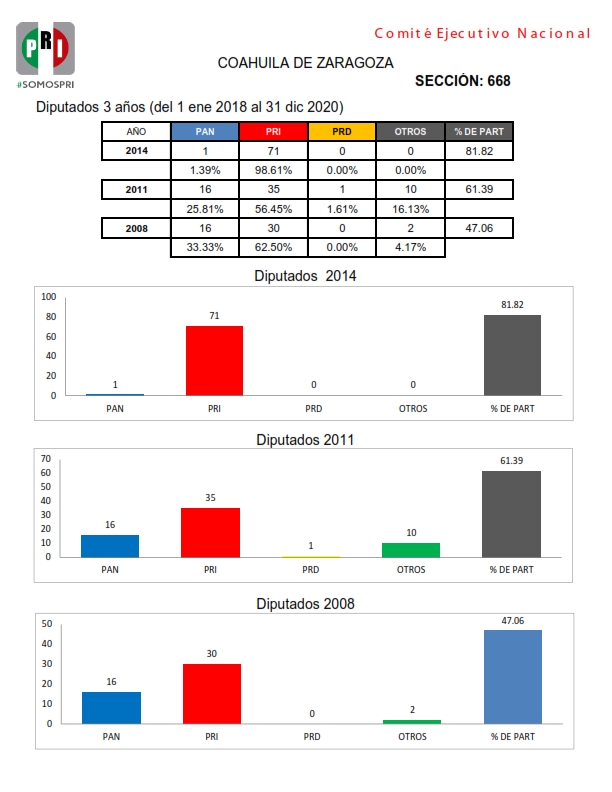 Comité Ejecutivo Nacional
PRI
#SOMOSPRI
COAHUILA DE ZARAGOZA
SECCIÓN: 668
Diputados 3 años (del 1 ene 2018 al 31 dic 2020)
AÑO PAN PRI PRD OTROS % DE PART
2014 1 71 0 0 81.82
1.39% 98.61% 0.00% 0.00%
2011 16 35 1 10 61.39
25.81% 56.45% 1.61% 16.13%
2008 16 30 0 2 47.06
33.33% 62.50% 0.00% 4.17%
Diputados 2014
100
80
60
40
20
0
1 71 0 0 81.82
PAN PRI PRD OTROS % DE PART
Diputados 2011
70
60
50
40
30
20
10
0
16 35 1 10 61.39
PAN PRI PRD OTROS % DE PART
Diputados 2008
50
40
30
20
10
0
16 30 0 2 47.06
PAN PRI PRD OTROS % DE PART